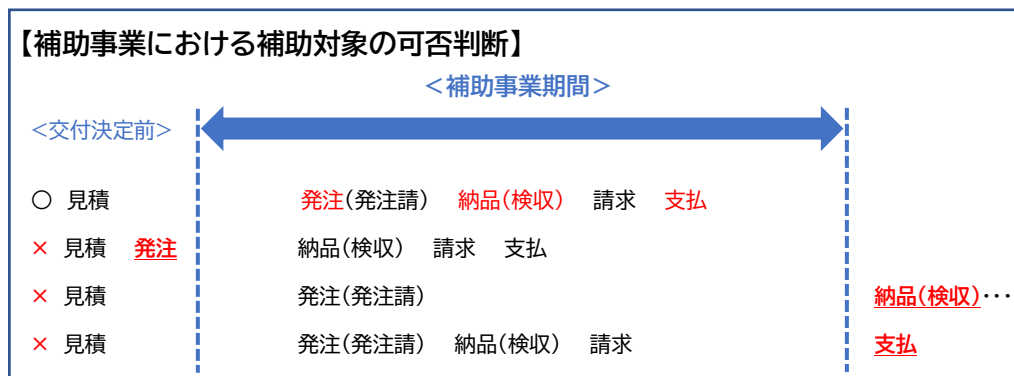 【補助事業における補助対象の可否判断】
＜補助事業期間＞
＜交付決定前＞
○ 見積 発注(発注請) 納品(検収) 請求 支払
× 見積 発注 納品(検収) 請求 支払
× 見積 発注(発注請) 納品(検収)･･･
× 見積 発注(発注請) 納品(検収) 請求 支払